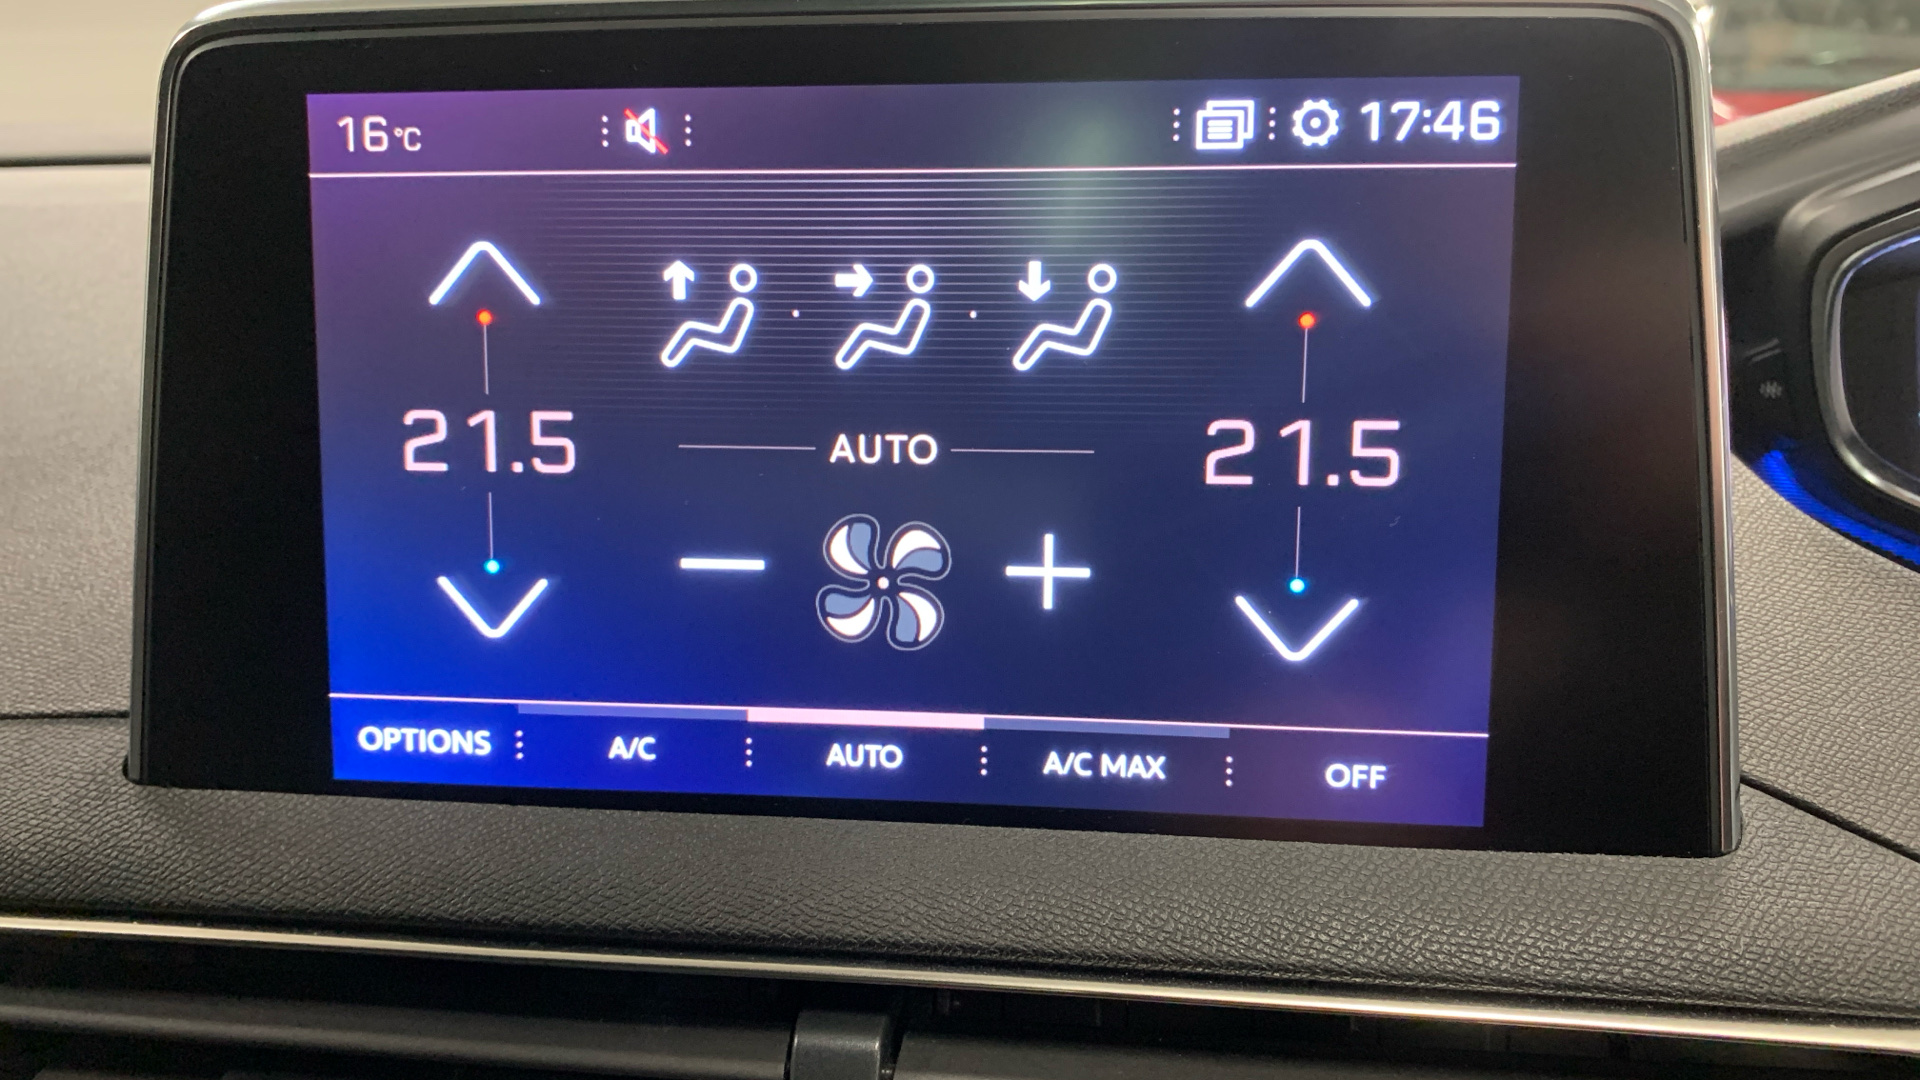 16°C 17:46
21.5 AUTO 21.5
OPTIONS A/C AUTO A/C MAX OFF